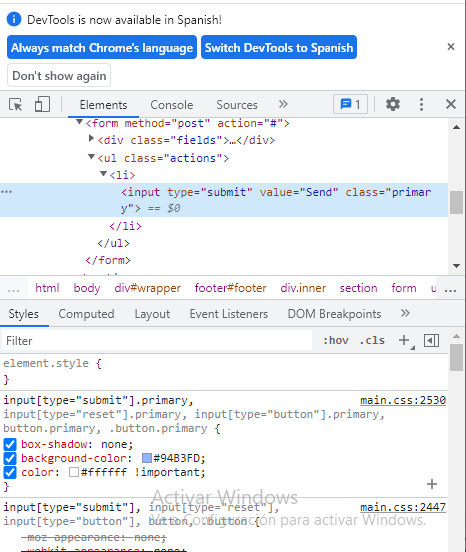 DevTools is now available in Spanish!
Always match Chrome's language Switch DevTools to Spanish
Don't show again
Elements Console Sources » 1
<form method="post" action="#">
<div class="fields">…</div>
<ul class="actions">
<li>
<input type="submit" value="Send" class="primar
y"> == $0
</li>
</ul>
</form>
... html body div#wrapper footer#footer div.inner section form u ...
Styles Computed Layout Event Listeners DOM Breakpoints »
Filter :hov .cls +
element.style {
}
input[type="submit"].primary, main.css:2530
input[type="reset"].primary, input[type="button"].primary,
button.primary, .button.primary {
box-shadow: none;
background-color: #94B3FD;
color: #ffffff !important;
}
Activar Windows
input[type="submit"], input[type="reset"], main.css:2447
input[type="button"], button, .button {
Configuración para activar Windows.
-moz-appearance: none;
-webkit-appearance: none;